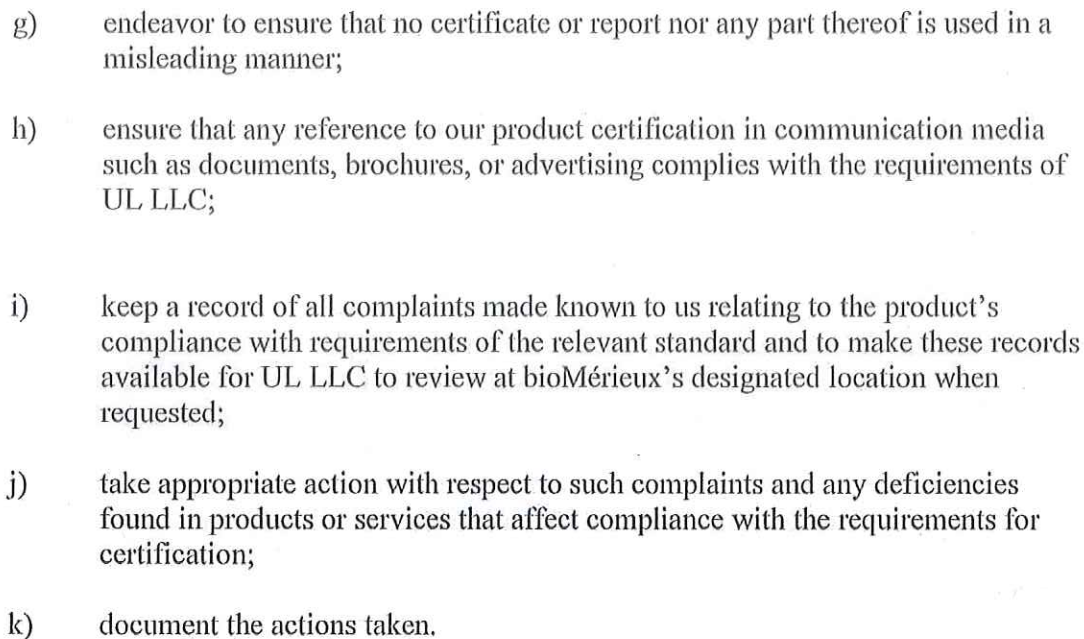 g) endeavor to ensure that no certificate or report nor any part thereof is used in a
misleading manner;
h) ensure that any reference to our product certification in communication media
such as documents, brochures, or advertising complies with the requirements of
UL LLC;
i) keep a record of all complaints made known to us relating to the product's
compliance with requirements of the relevant standard and to make these records
available for UL LLC to review at bioMérieux's designated location when
requested;
j) take appropriate action with respect to such complaints and any deficiencies
found in products or services that affect compliance with the requirements for
certification;
k) document the actions taken.